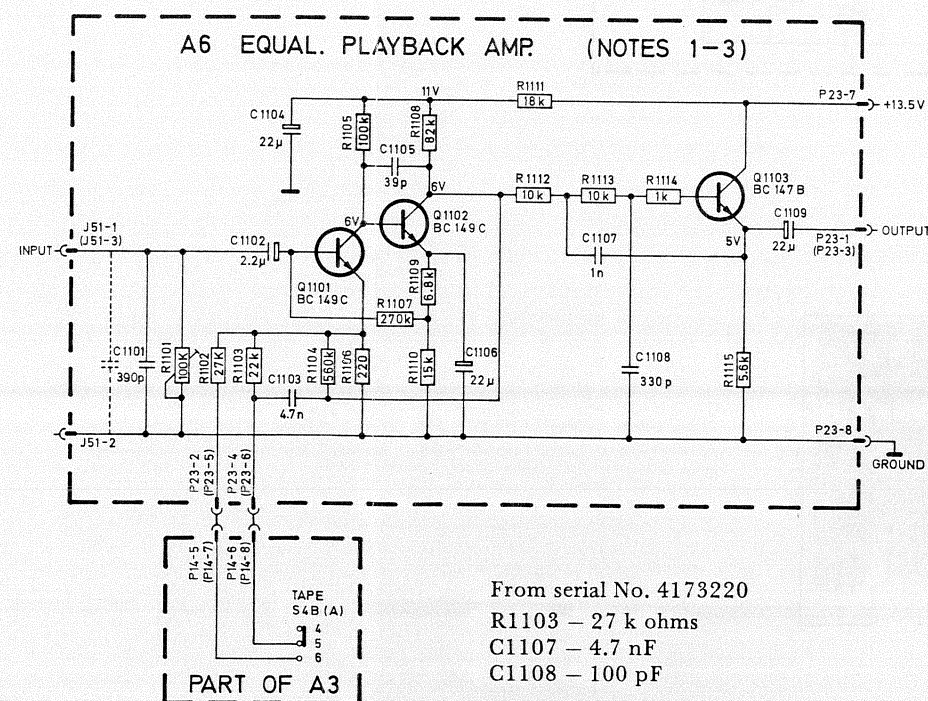 A6 EQUAL. PLAYBACK AMP. (NOTES 1-3)
R1111
18k
11V
P23-7
+13.5V
C1104
22µ
R1105
100k
R1108
82k
C1105
39p
6V
6V
Q1102
BC 149C
R1112
10k
R1113
10k
R1114
1k
Q1103
BC 147B
C1109
22µ
5V
OUTPUT
P23-1
(P23-3)
J51-1
(J51-3)
INPUT
C1102
2.2µ
Q1101
BC 149C
R1109
6.8k
C1107
1n
R1107
270k
C1101
390p
R1101
100K
R1102
27K
R1103
22k
C1103
4.7n
R1104
560k
R1106
220
R1110
15k
C1106
22µ
C1108
330p
R1115
5.6k
J51-2
P23-8
GROUND
P23-2
(P23-5)
P23-4
(P23-6)
P14-5
(P14-7)
P14-6
(P14-8)
TAPE
S4B (A)
4
5
6
PART OF A3
From serial No. 4173220
R1103 – 27 k ohms
C1107 – 4.7 nF
C1108 – 100 pF